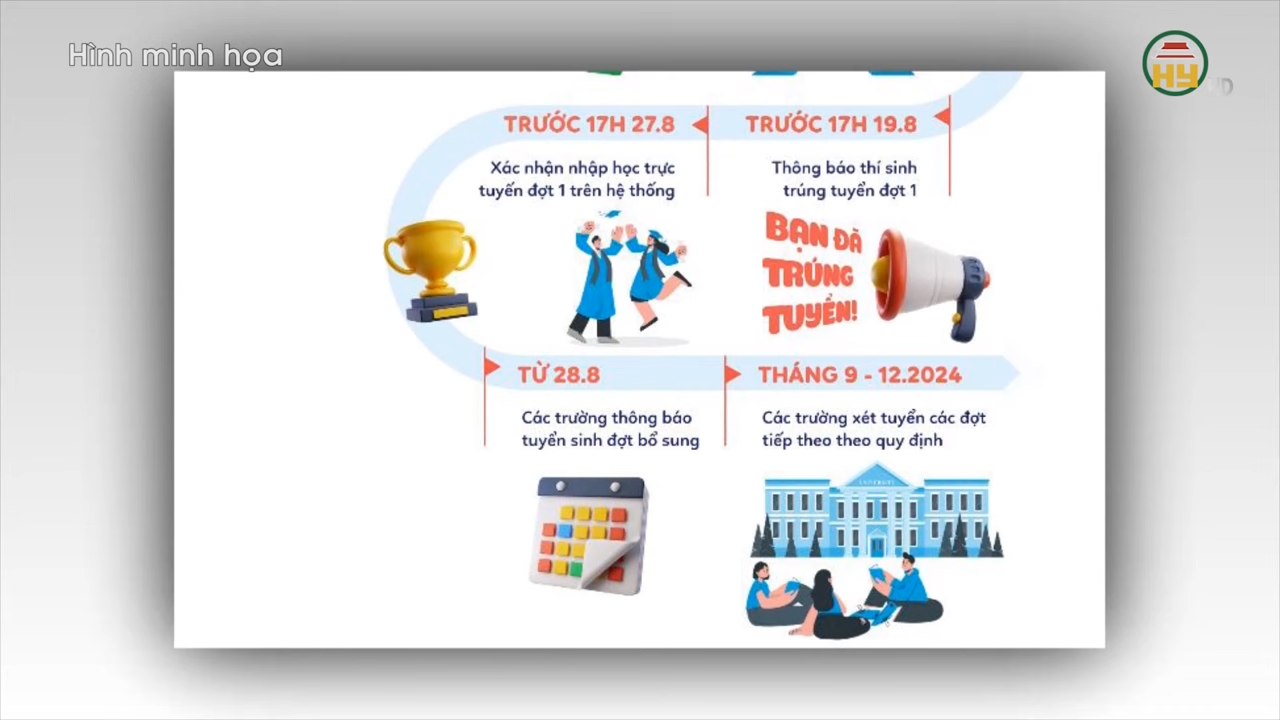 Hình minh họa
HY
HD
TRƯỚC 17H 27.8
Xác nhận nhập học trực
tuyến đợt 1 trên hệ thống
TRƯỚC 17H 19.8
Thông báo thí sinh
trúng tuyển đợt 1
BẠN ĐÃ
TRÚNG
TUYỂN!
TỪ 28.8
Các trường thông báo
tuyển sinh đợt bổ sung
THÁNG 9 - 12.2024
Các trường xét tuyển các đợt
tiếp theo theo quy định
UNIVERSITY